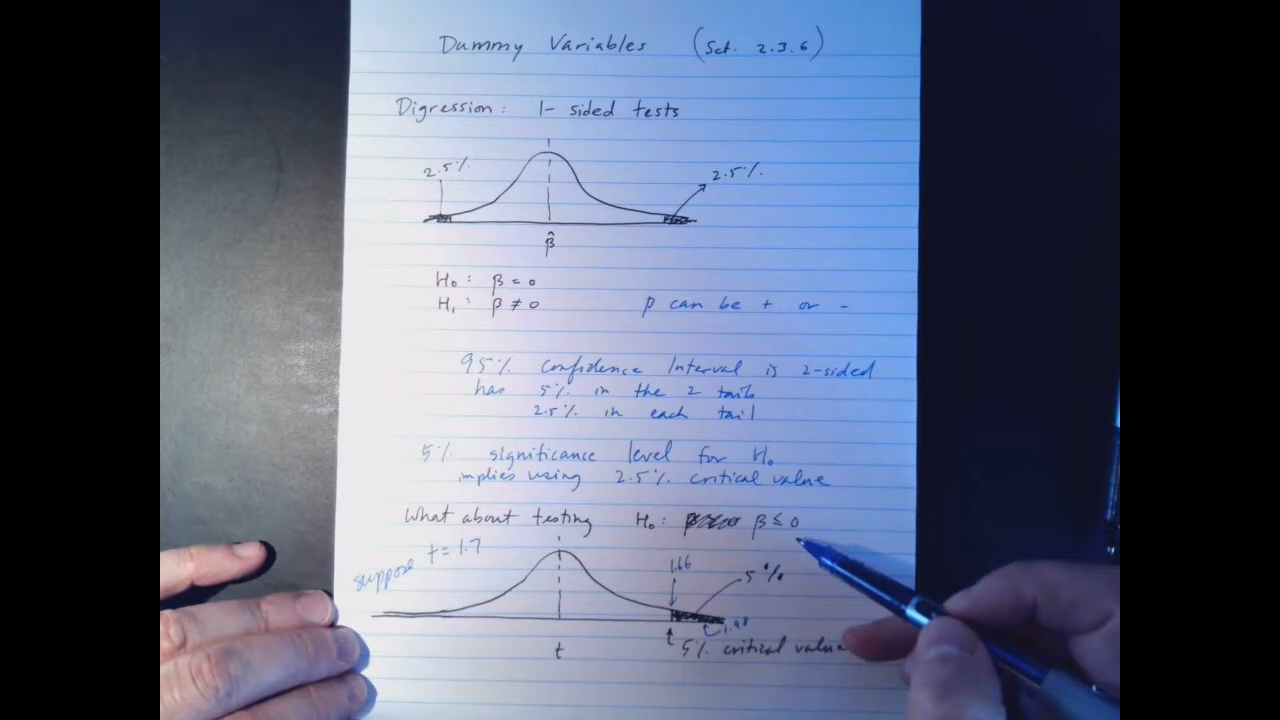 Dummy Variables (Sct. 2.3.6)
Digression: 1-sided tests
2.5% 2.5%
β̂
H₀: β = 0
H₁: β ≠ 0 β can be + or -
95% confidence Interval is 2-sided
has 5% in the 2 tails
2.5% in each tail
5% significance level for H₀
implies using 2.5% critical value
What about testing H₀: β ≤ 0
suppose t = 1.7
1.66 5%
1.98
t 5% critical value